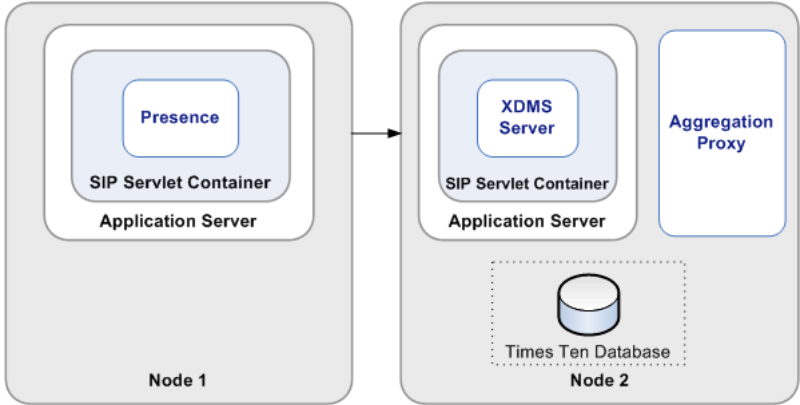 Presence
SIP Servlet Container
Application Server
Node 1
XDMS
Server
SIP Servlet Container
Application Server
Aggregation
Proxy
Times Ten Database
Node 2